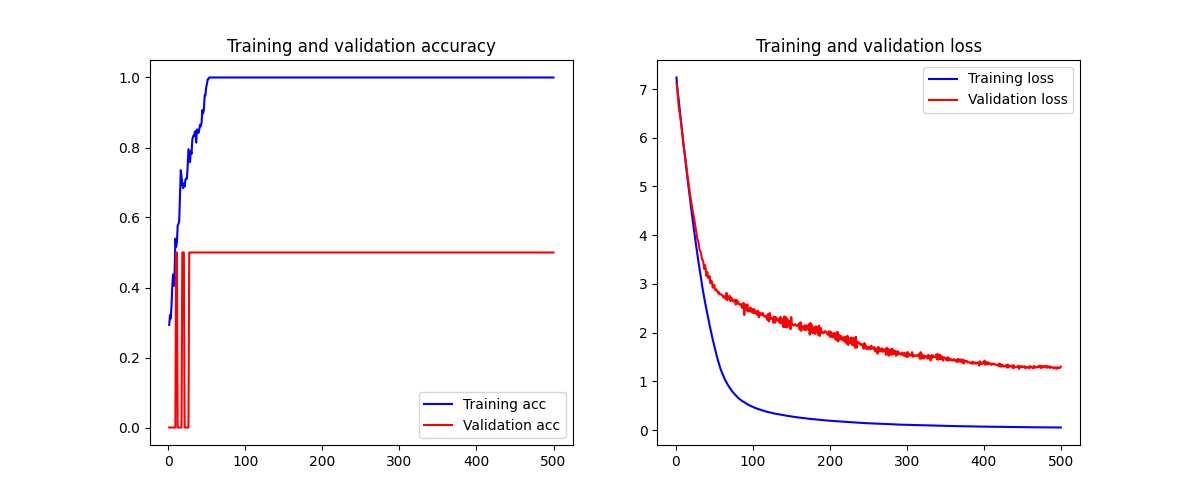 Training and validation accuracy
1.0
0.8
0.6
0.4
0.2
0.0
0 100 200 300 400 500
Training acc
Validation acc
Training and validation loss
7
6
5
4
3
2
1
0
0 100 200 300 400 500
Training loss
Validation loss